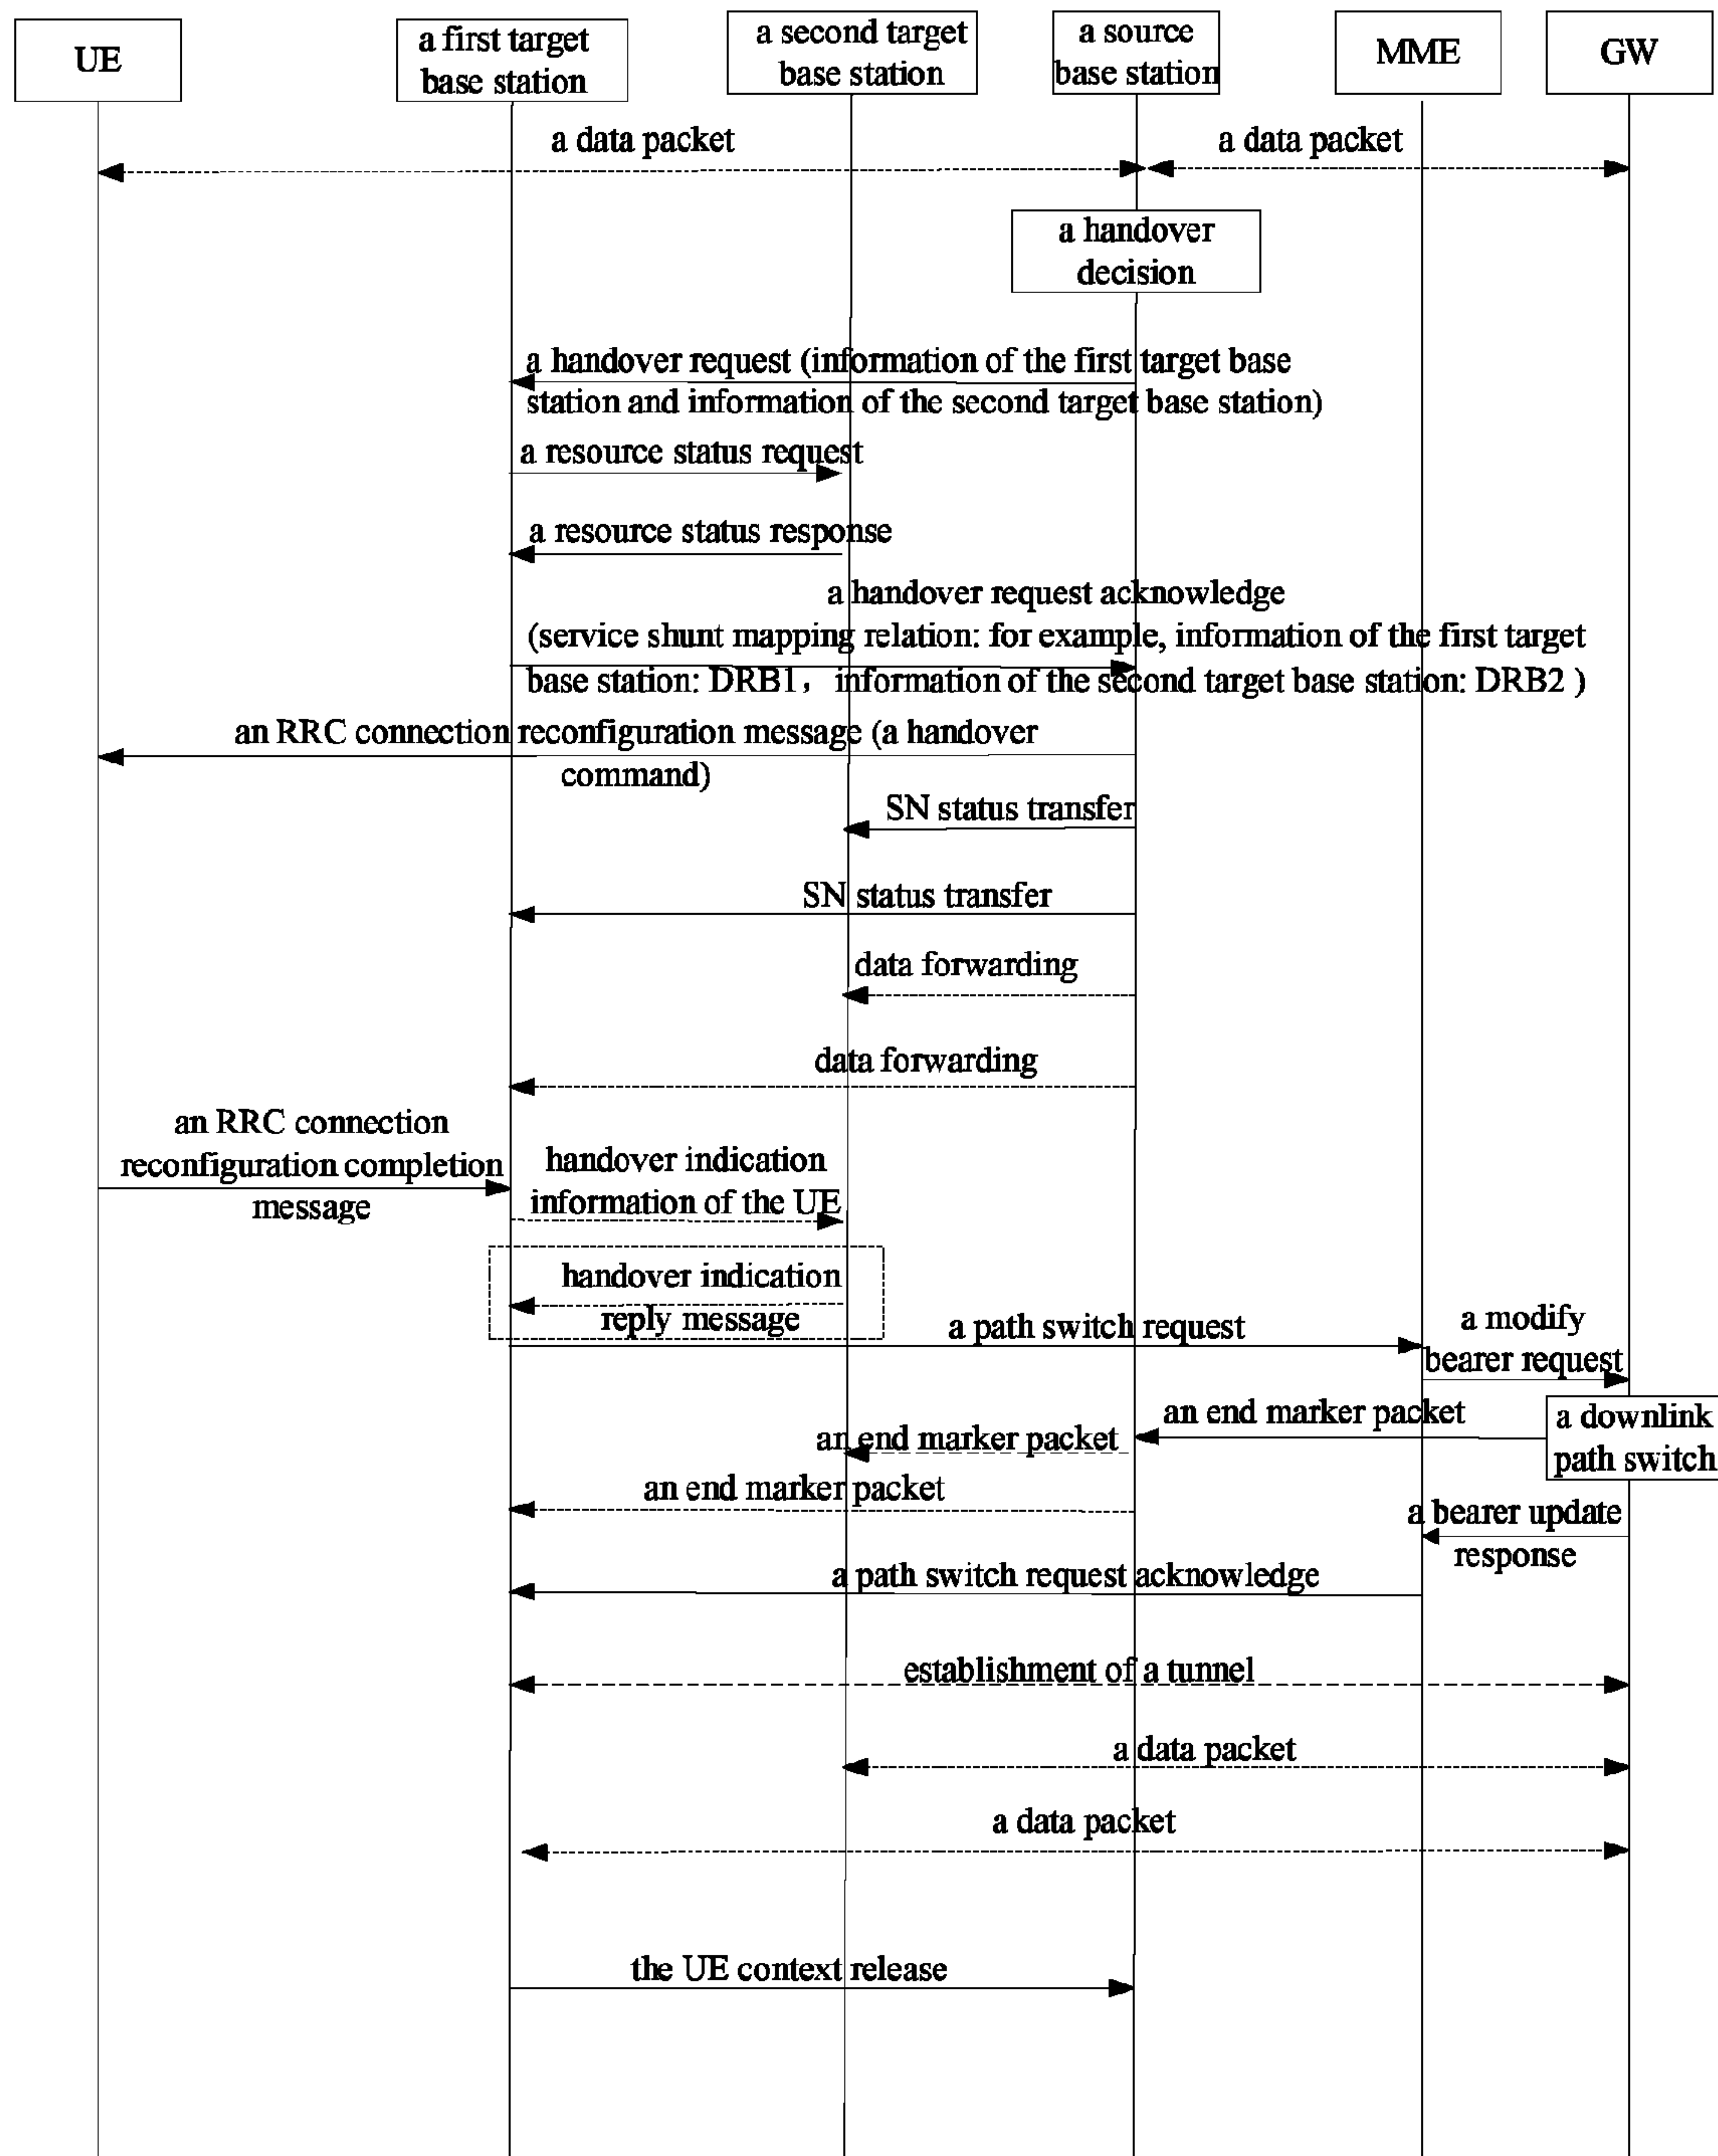 UE
a first target
base station
a second target
base station
a source
base station
MME
GW
a data packet
a data packet
a handover
decision
a handover request (information of the first target base
station and information of the second target base station)
a resource status request
a resource status response
a handover request acknowledge
(service shunt mapping relation: for example, information of the first target
base station: DRB1, information of the second target base station: DRB2 )
an RRC connection reconfiguration message (a handover
command)
SN status transfer
SN status transfer
data forwarding
data forwarding
an RRC connection
reconfiguration completion
message
handover indication
information of the UE
handover indication
reply message
a path switch request
a modify
bearer request
an end marker packet
a downlink
path switch
an end marker packet
an end marker packet
a bearer update
response
a path switch request acknowledge
establishment of a tunnel
a data packet
a data packet
the UE context release